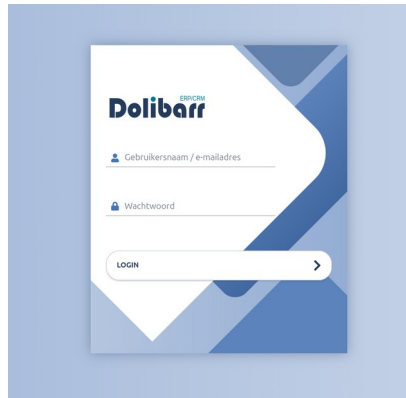 ERP/CRM
Dolibarr
Gebruikersnaam / e-mailadres
Wachtwoord
LOGIN